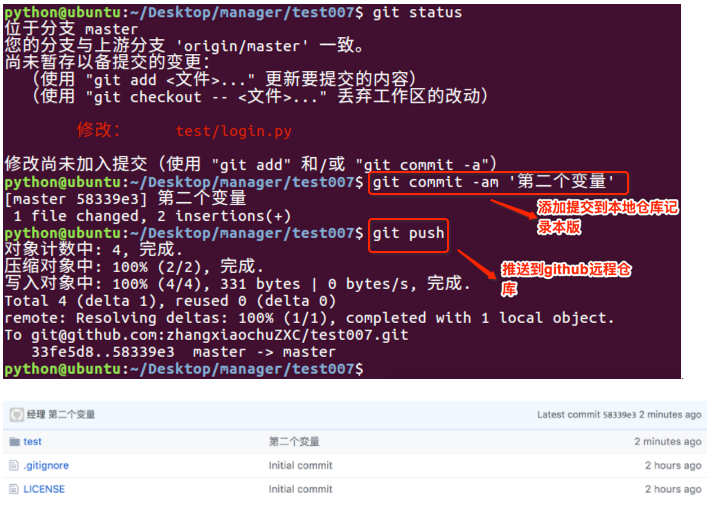 python@ubuntu:~/Desktop/manager/test007$ git status
位于分支 master
您的分支与上游分支 'origin/master' 一致。
尚未暂存以备提交的变更：
（使用 "git add <文件>..." 更新要提交的内容）
（使用 "git checkout -- <文件>..." 丢弃工作区的改动）
修改： test/login.py
修改尚未加入提交（使用 "git add" 和/或 "git commit -a"）
python@ubuntu:~/Desktop/manager/test007$ git commit -am '第二个变量'
[master 58339e3] 第二个变量
1 file changed, 2 insertions(+)
添加提交到本地仓库记
录本版
python@ubuntu:~/Desktop/manager/test007$ git push
对象计数中: 4, 完成.
压缩对象中: 100% (2/2), 完成.
写入对象中: 100% (4/4), 331 bytes | 0 bytes/s, 完成.
推送到github远程仓
库
Total 4 (delta 1), reused 0 (delta 0)
remote: Resolving deltas: 100% (1/1), completed with 1 local object.
To git@github.com:zhangxiaochuZXC/test007.git
33fe5d8..58339e3 master -> master
python@ubuntu:~/Desktop/manager/test007$
经理 第二个变量 Latest commit 58339e3 2 minutes ago
test 第二个变量 2 minutes ago
.gitignore Initial commit 2 hours ago
LICENSE Initial commit 2 hours ago